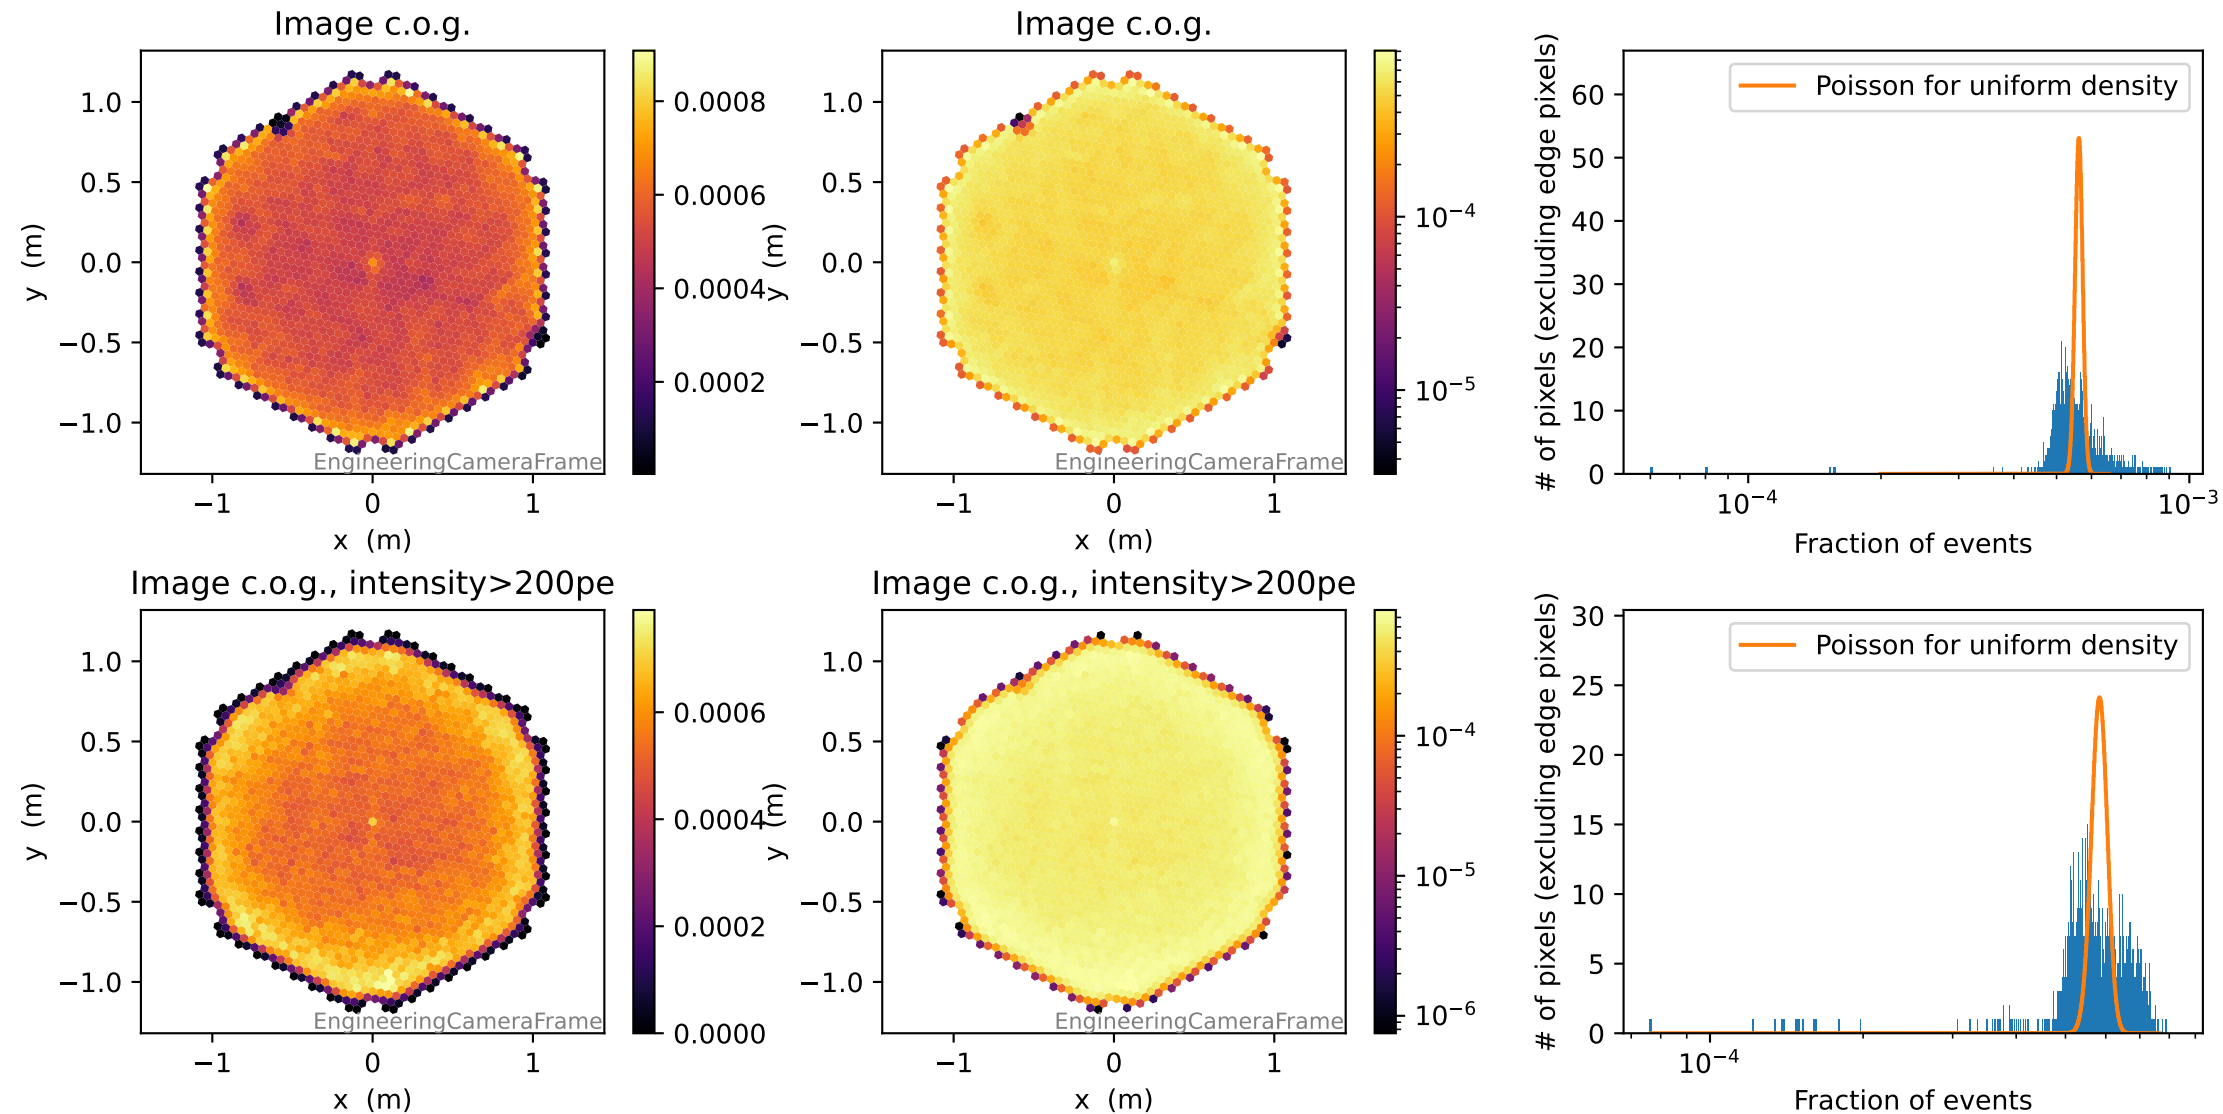 Image c.o.g.
1.0
0.5
0.0
−0.5
−1.0
y (m)
−1
0
1
x (m)
EngineeringCameraFrame
0.0008
0.0006
0.0004
0.0002
Image c.o.g.
1.0
0.5
0.0
−0.5
−1.0
y (m)
−1
0
1
x (m)
EngineeringCameraFrame
10⁻⁴
10⁻⁵
Poisson for uniform density
60
50
40
30
20
10
0
# of pixels (excluding edge pixels)
10⁻⁴
10⁻³
Fraction of events
Image c.o.g., intensity>200pe
1.0
0.5
0.0
−0.5
−1.0
y (m)
−1
0
1
x (m)
EngineeringCameraFrame
0.0006
0.0004
0.0002
0.0000
Image c.o.g., intensity>200pe
1.0
0.5
0.0
−0.5
−1.0
y (m)
−1
0
1
x (m)
EngineeringCameraFrame
10⁻⁴
10⁻⁵
10⁻⁶
Poisson for uniform density
30
25
20
15
10
5
0
# of pixels (excluding edge pixels)
10⁻⁴
Fraction of events